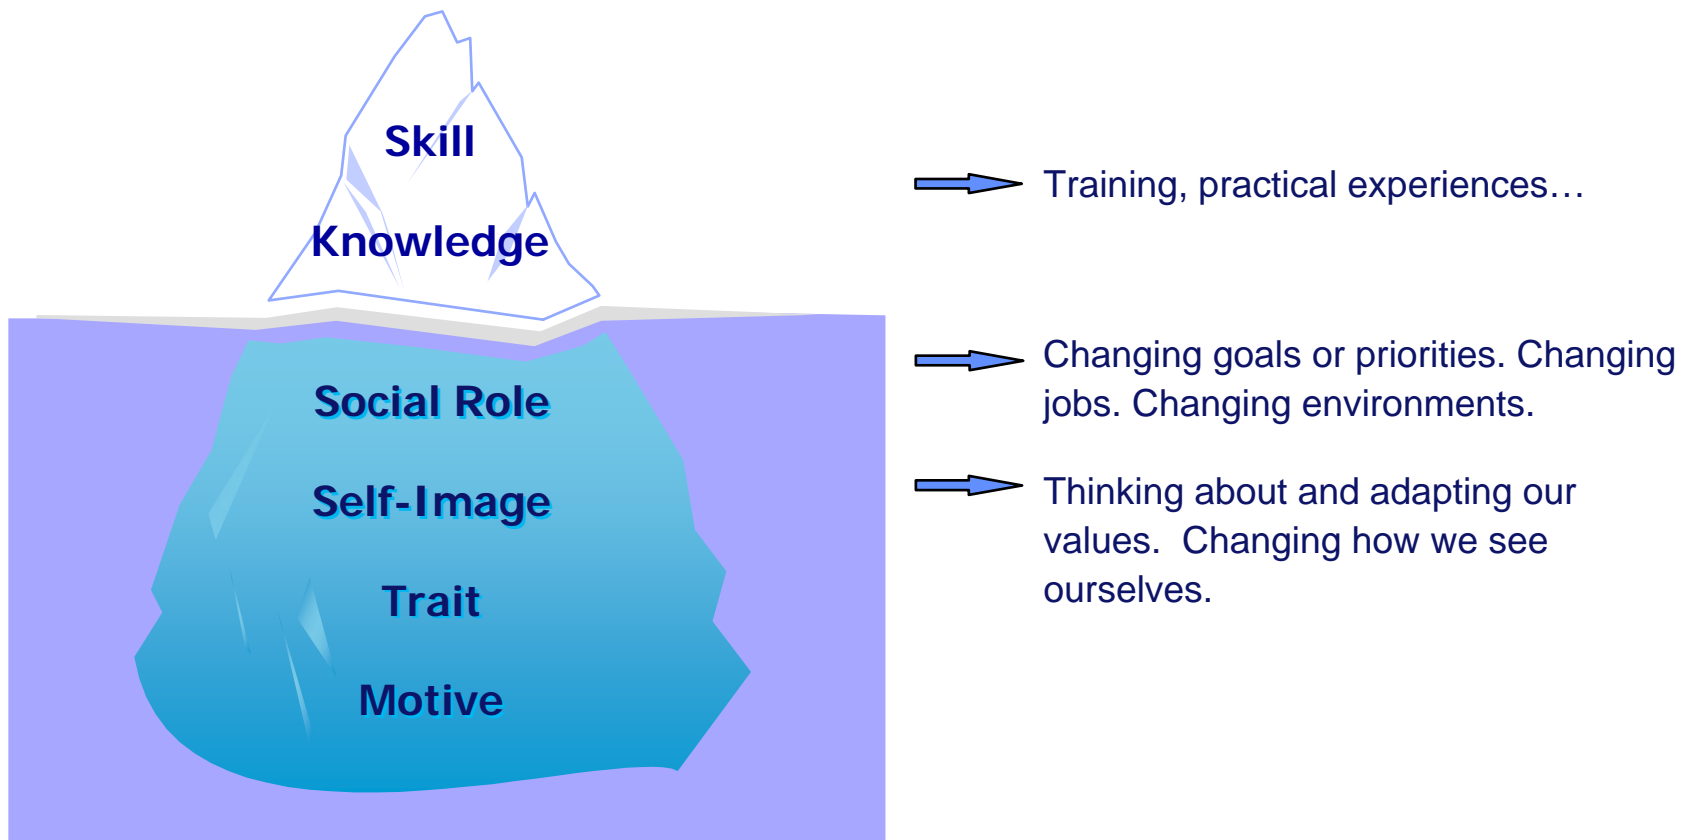 Skill
Knowledge
Training, practical experiences…
Social Role
Changing goals or priorities. Changing
jobs. Changing environments.
Self-Image
Thinking about and adapting our
values.  Changing how we see
ourselves.
Trait
Motive